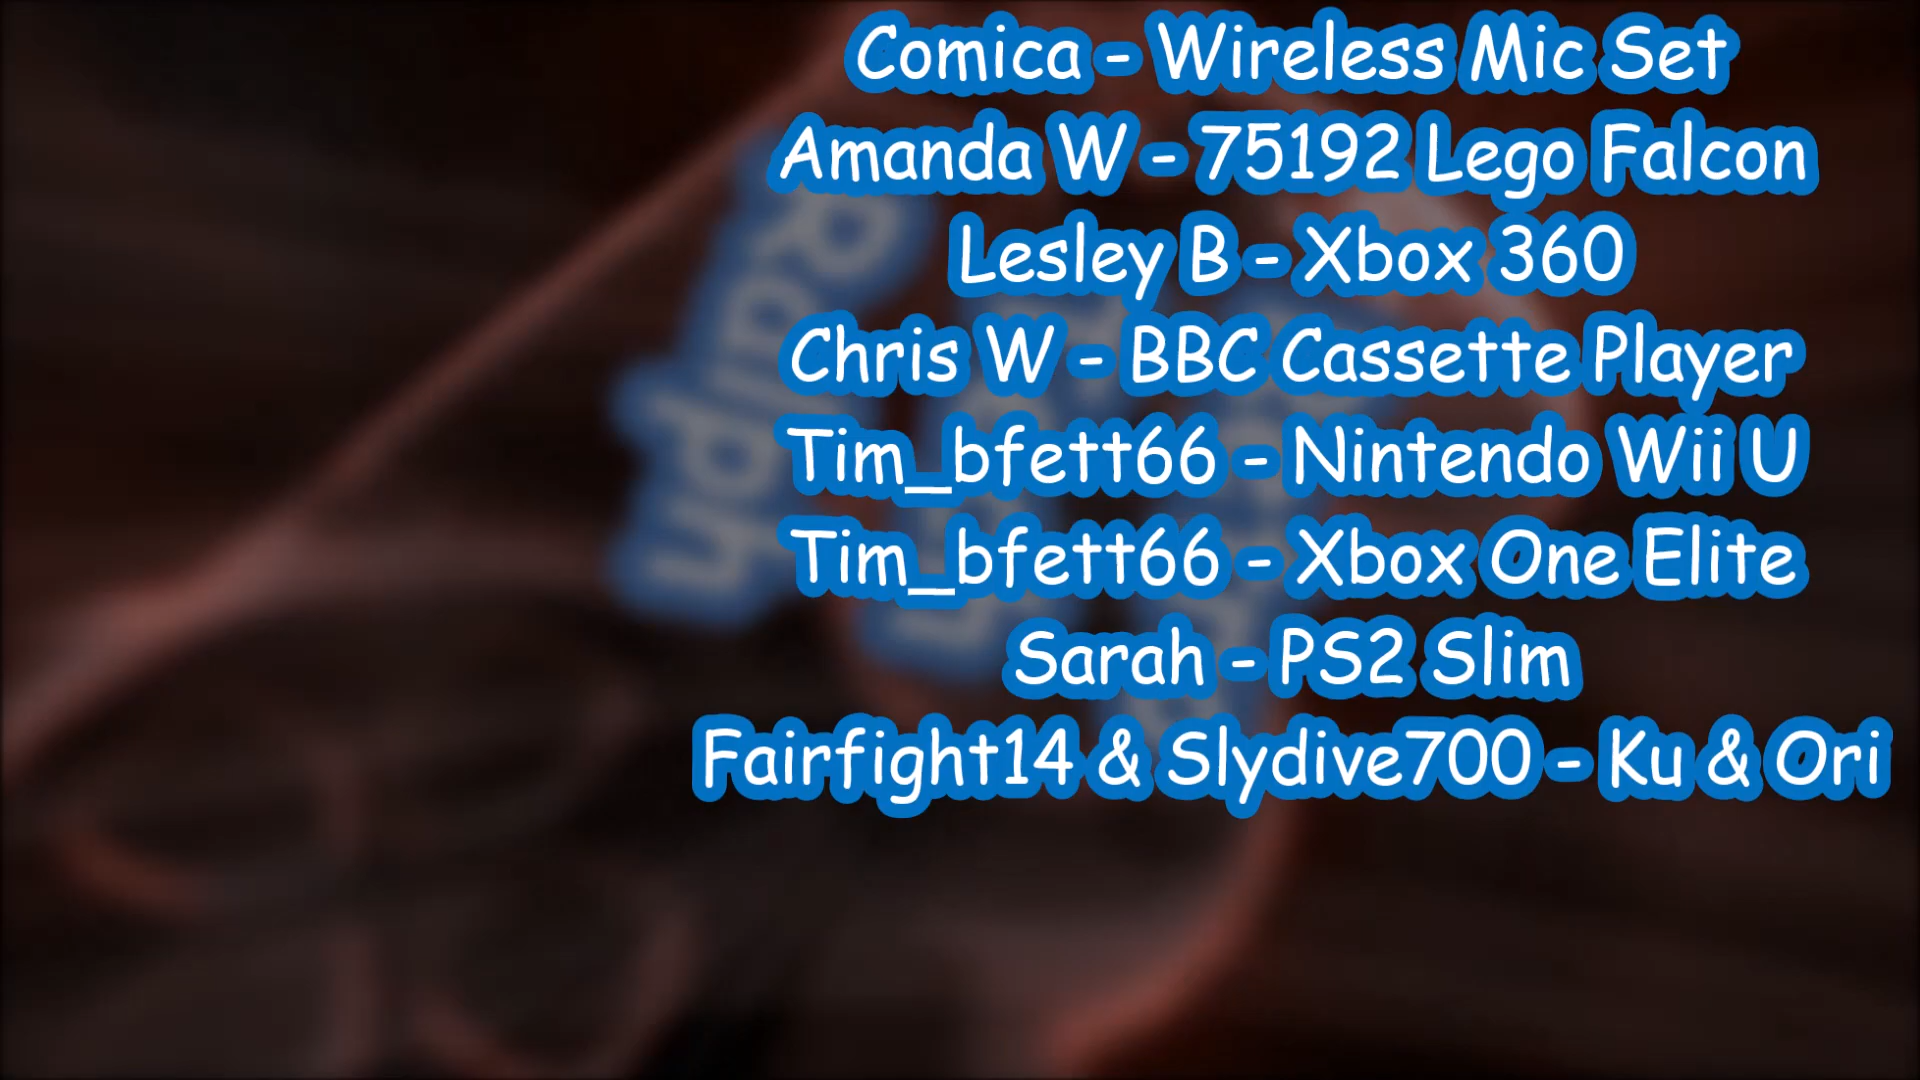 Comica - Wireless Mic Set
Amanda W - 75192 Lego Falcon
Lesley B - Xbox 360
Chris W - BBC Cassette Player
Tim_bfett66 - Nintendo Wii U
Tim_bfett66 - Xbox One Elite
Sarah - PS2 Slim
Fairfight14 & Slydive700 - Ku & Ori
Ralph